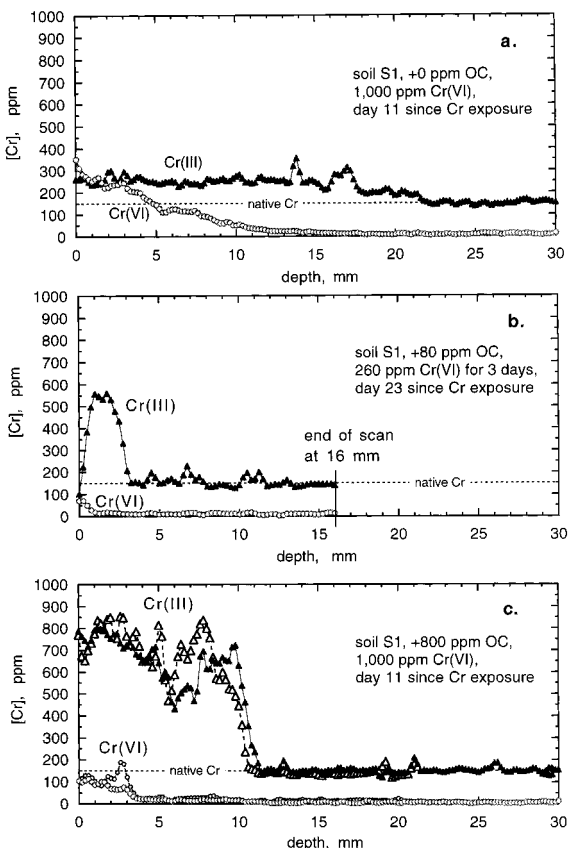 a.
soil S1, +0 ppm OC,
1,000 ppm Cr(VI),
day 11 since Cr exposure
[Cr], ppm
1000
900
800
700
600
500
400
300
200
100
0
Cr(III)
Cr(VI)
native Cr
0 5 10 15 20 25 30
depth, mm
b.
soil S1, +80 ppm OC,
260 ppm Cr(VI) for 3 days,
day 23 since Cr exposure
[Cr], ppm
1000
900
800
700
600
500
400
300
200
100
0
Cr(III)
end of scan
at 16 mm
native Cr
Cr(VI)
0 5 10 15 20 25 30
depth, mm
c.
soil S1, +800 ppm OC,
1,000 ppm Cr(VI),
day 11 since Cr exposure
[Cr], ppm
1000
900
800
700
600
500
400
300
200
100
0
Cr(III)
Cr(VI)
native Cr
0 5 10 15 20 25 30
depth, mm